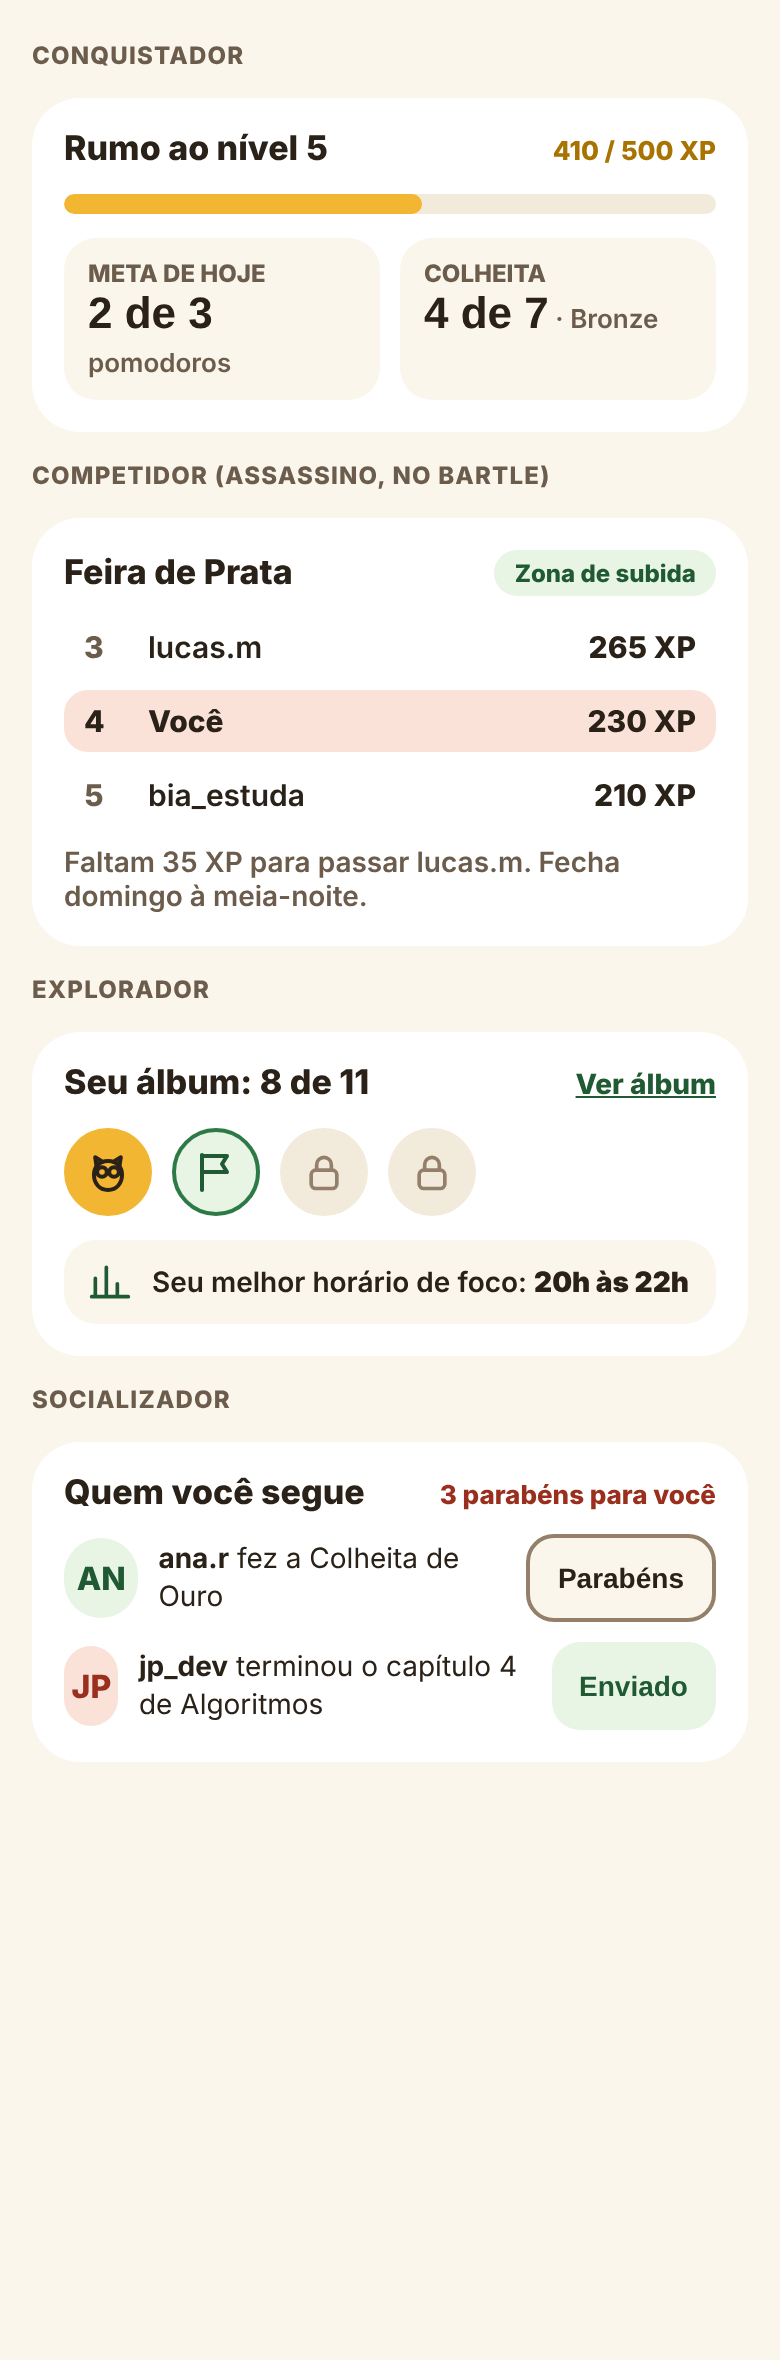 CONQUISTADOR
Rumo ao nível 5
410 / 500 XP
META DE HOJE
2 de 3
pomodoros
COLHEITA
4 de 7 · Bronze
COMPETIDOR (ASSASSINO, NO BARTLE)
Feira de Prata
Zona de subida
3 lucas.m 265 XP
4 Você 230 XP
5 bia_estuda 210 XP
Faltam 35 XP para passar lucas.m. Fecha
domingo à meia-noite.
EXPLORADOR
Seu álbum: 8 de 11
Ver álbum
Seu melhor horário de foco: 20h às 22h
SOCIALIZADOR
Quem você segue
3 parabéns para você
AN
ana.r fez a Colheita de
Ouro
Parabéns
JP
jp_dev terminou o capítulo 4
de Algoritmos
Enviado